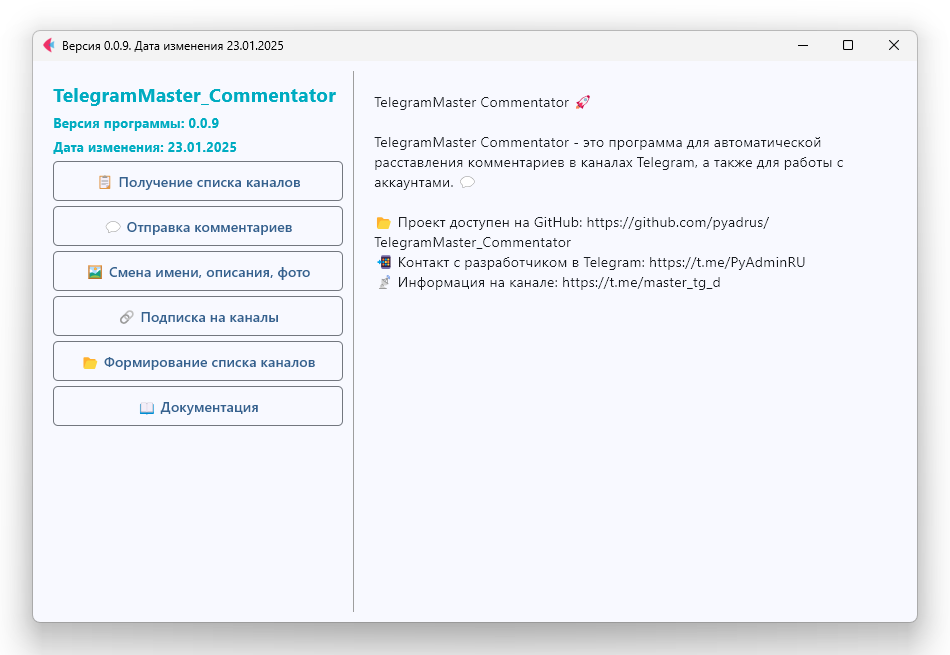 Версия 0.0.9. Дата изменения 23.01.2025
TelegramMaster_Commentator
Версия программы: 0.0.9
Дата изменения: 23.01.2025
📋 Получение списка каналов
💬 Отправка комментариев
🖼️ Смена имени, описания, фото
🔗 Подписка на каналы
📂 Формирование списка каналов
📖 Документация
TelegramMaster Commentator 🚀
TelegramMaster Commentator - это программа для автоматической
расставления комментариев в каналах Telegram, а также для работы с
аккаунтами. 💬
📂 Проект доступен на GitHub: https://github.com/pyadrus/
TelegramMaster_Commentator
📲 Контакт с разработчиком в Telegram: https://t.me/PyAdminRU
📡 Информация на канале: https://t.me/master_tg_d